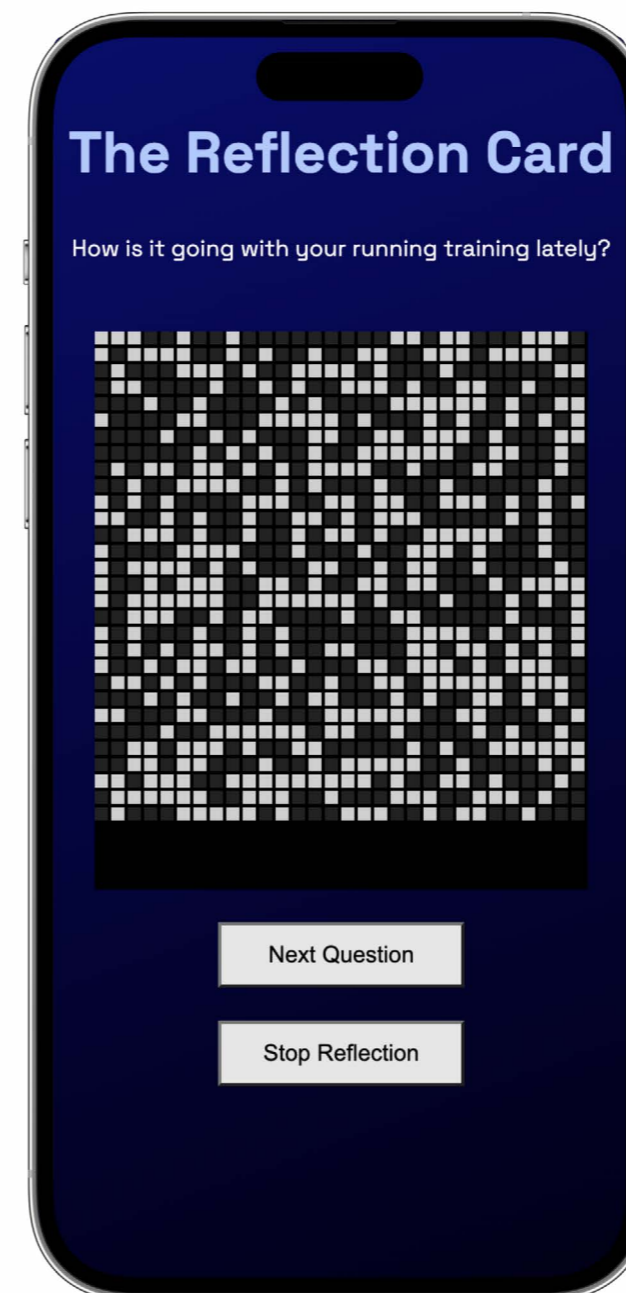 The Reflection Card
How is it going with your running training lately?
Next Question
Stop Reflection